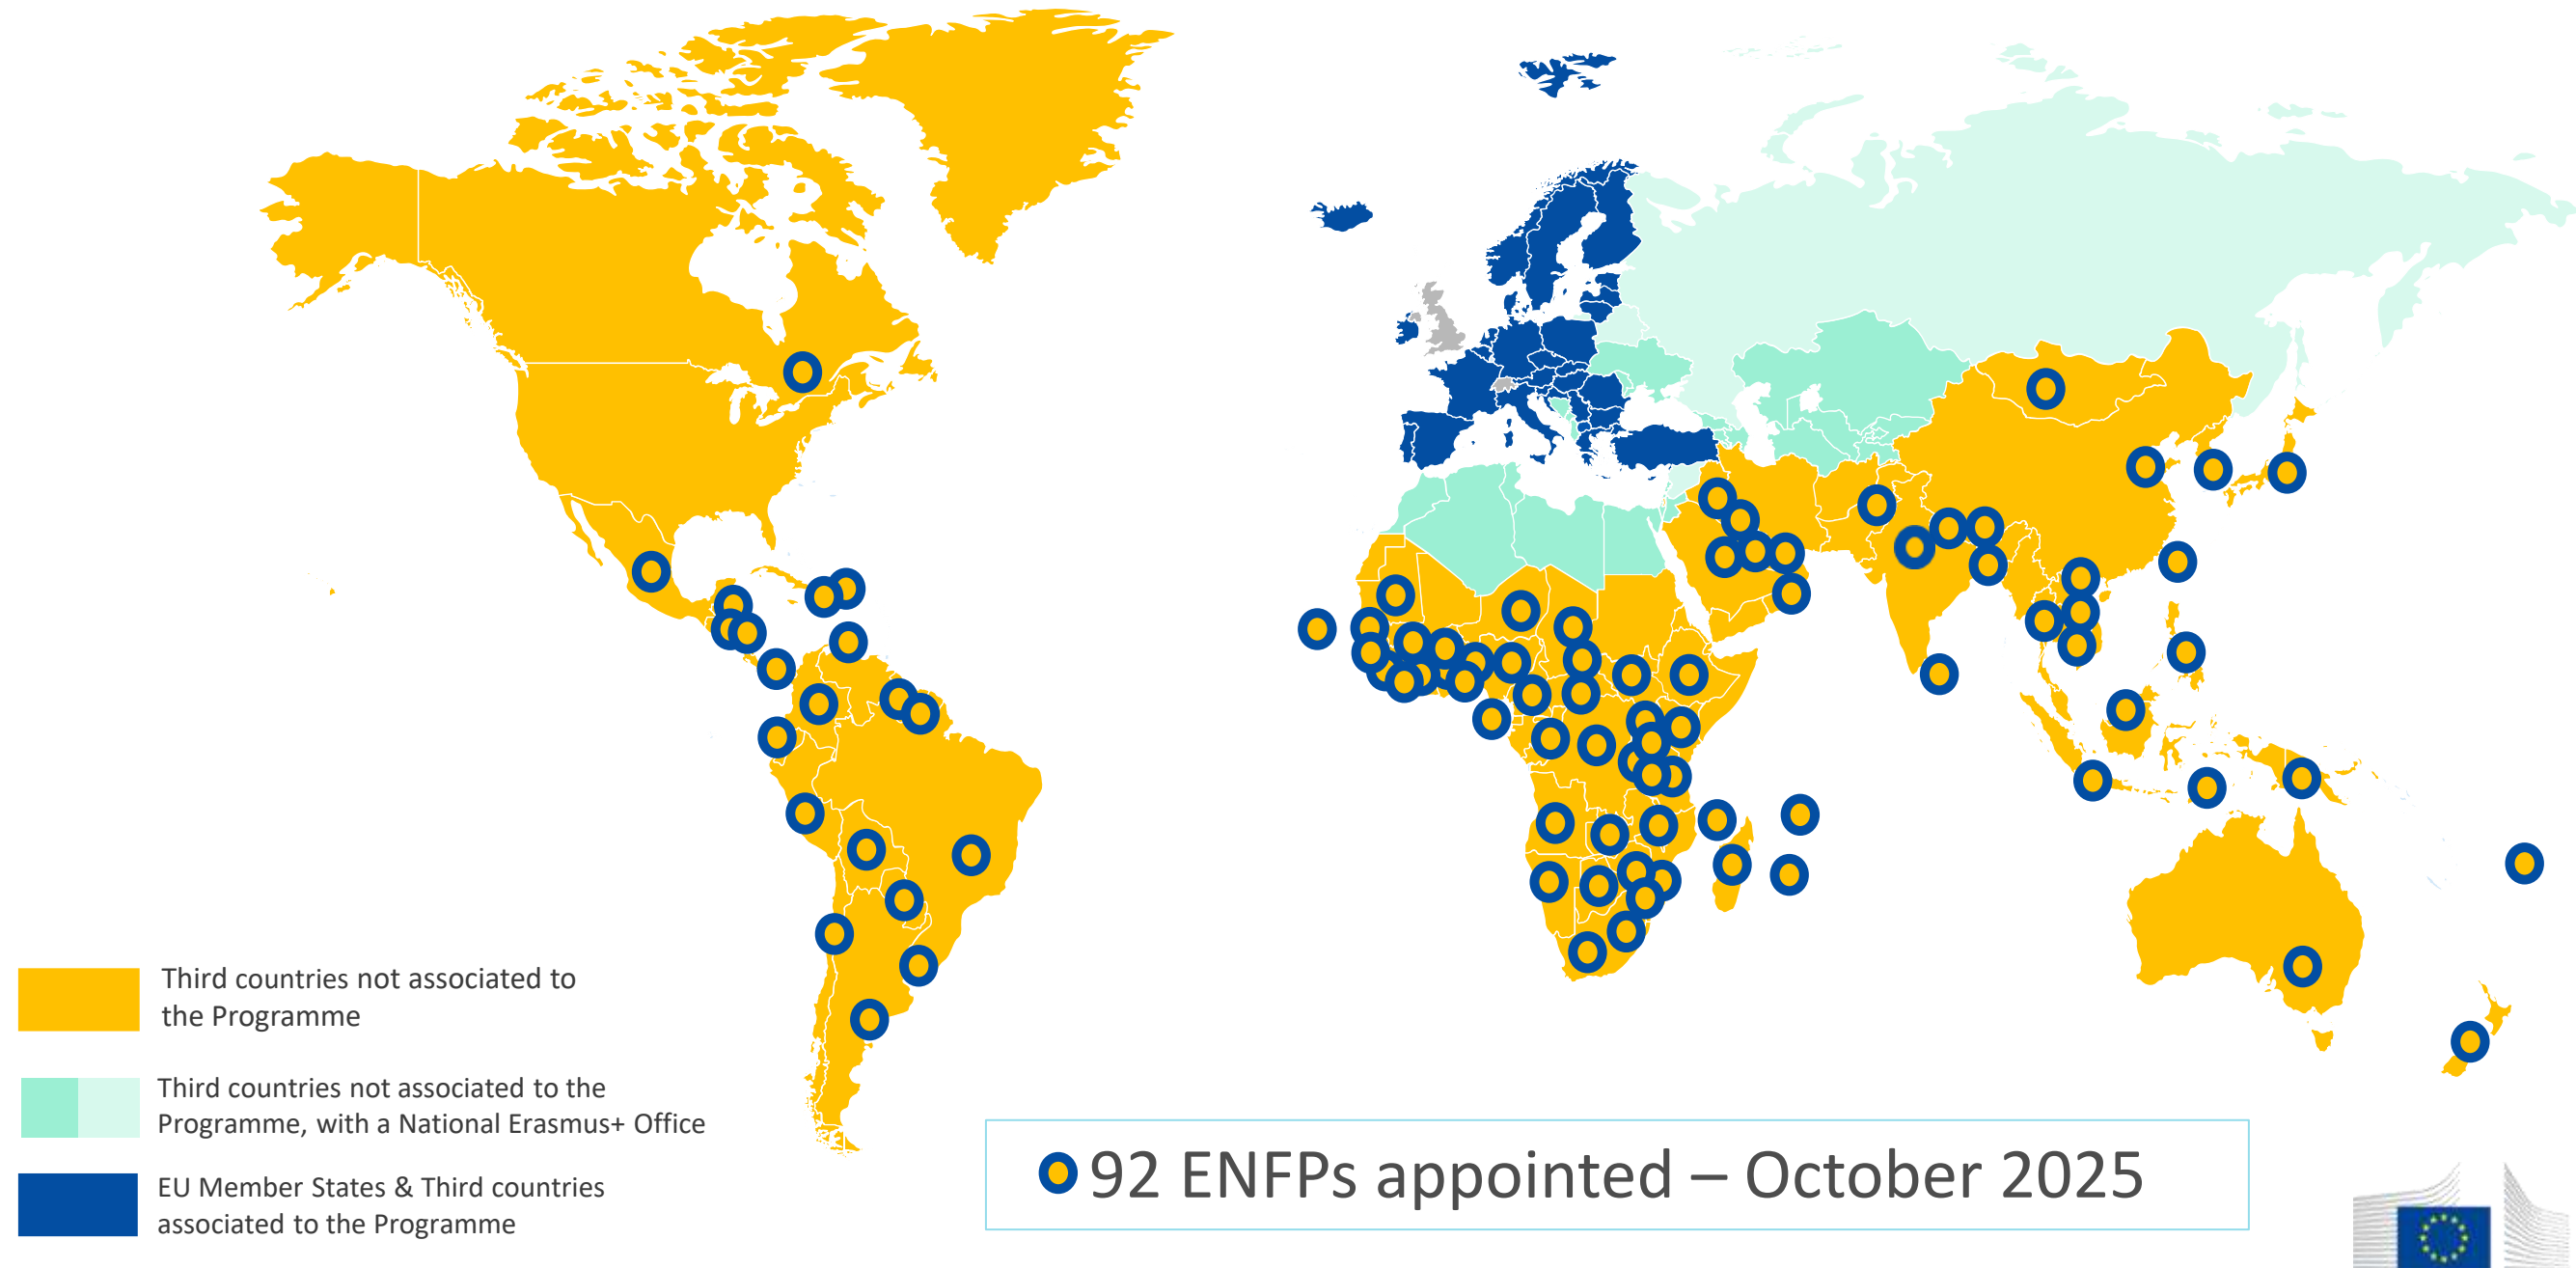 Third countries not associated to
the Programme
Third countries not associated to the
Programme, with a National Erasmus+ Office
EU Member States & Third countries
associated to the Programme
92 ENFPs appointed – October 2025